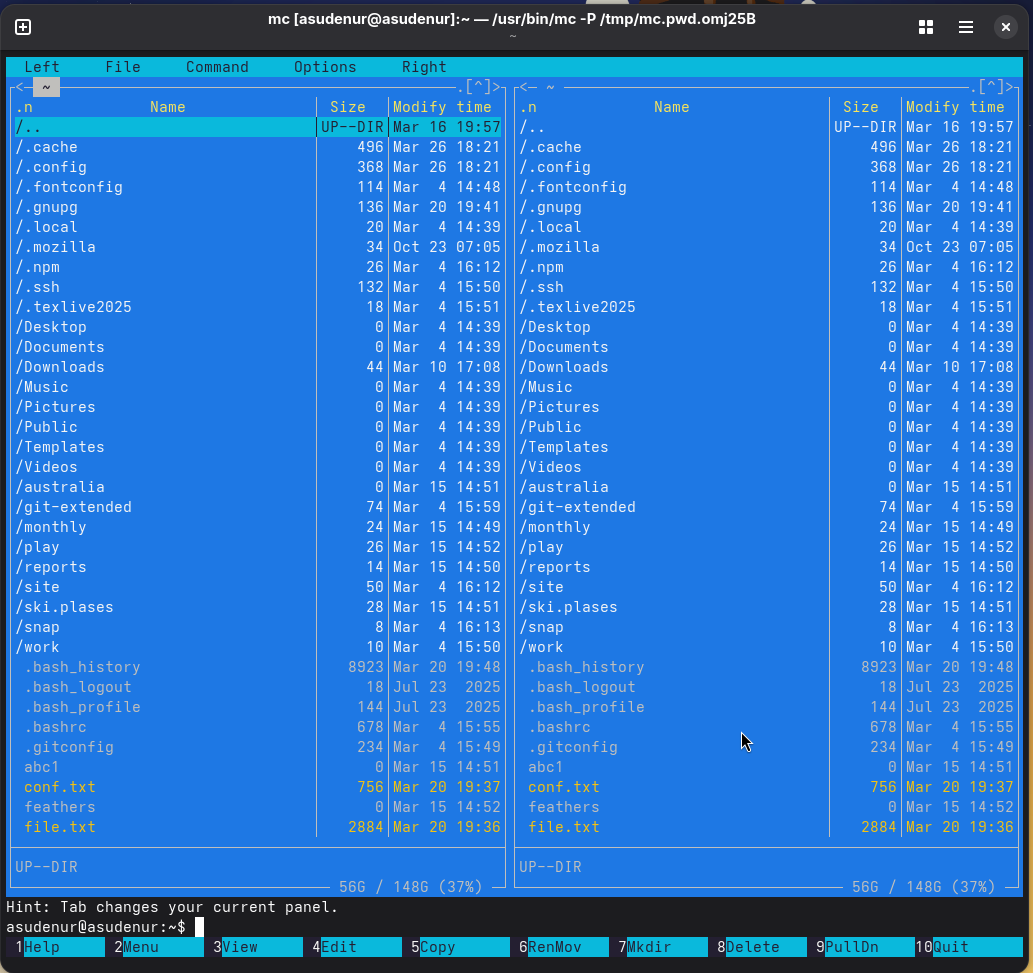 mc [asudenur@asudenur]:~ — /usr/bin/mc -P /tmp/mc.pwd.omj25B
~
Left File Command Options Right
<─ ~ .[^]> <─ ~ .[^]>
.n Name Size Modify time .n Name Size Modify time
/.. UP--DIR Mar 16 19:57 /.. UP--DIR Mar 16 19:57
/.cache 496 Mar 26 18:21 /.cache 496 Mar 26 18:21
/.config 368 Mar 26 18:21 /.config 368 Mar 26 18:21
/.fontconfig 114 Mar 4 14:48 /.fontconfig 114 Mar 4 14:48
/.gnupg 136 Mar 20 19:41 /.gnupg 136 Mar 20 19:41
/.local 20 Mar 4 14:39 /.local 20 Mar 4 14:39
/.mozilla 34 Oct 23 07:05 /.mozilla 34 Oct 23 07:05
/.npm 26 Mar 4 16:12 /.npm 26 Mar 4 16:12
/.ssh 132 Mar 4 15:50 /.ssh 132 Mar 4 15:50
/.texlive2025 18 Mar 4 15:51 /.texlive2025 18 Mar 4 15:51
/Desktop 0 Mar 4 14:39 /Desktop 0 Mar 4 14:39
/Documents 0 Mar 4 14:39 /Documents 0 Mar 4 14:39
/Downloads 44 Mar 10 17:08 /Downloads 44 Mar 10 17:08
/Music 0 Mar 4 14:39 /Music 0 Mar 4 14:39
/Pictures 0 Mar 4 14:39 /Pictures 0 Mar 4 14:39
/Public 0 Mar 4 14:39 /Public 0 Mar 4 14:39
/Templates 0 Mar 4 14:39 /Templates 0 Mar 4 14:39
/Videos 0 Mar 4 14:39 /Videos 0 Mar 4 14:39
/australia 0 Mar 15 14:51 /australia 0 Mar 15 14:51
/git-extended 74 Mar 4 15:59 /git-extended 74 Mar 4 15:59
/monthly 24 Mar 15 14:49 /monthly 24 Mar 15 14:49
/play 26 Mar 15 14:52 /play 26 Mar 15 14:52
/reports 14 Mar 15 14:50 /reports 14 Mar 15 14:50
/site 50 Mar 4 16:12 /site 50 Mar 4 16:12
/ski.plases 28 Mar 15 14:51 /ski.plases 28 Mar 15 14:51
/snap 8 Mar 4 16:13 /snap 8 Mar 4 16:13
/work 10 Mar 4 15:50 /work 10 Mar 4 15:50
.bash_history 8923 Mar 20 19:48 .bash_history 8923 Mar 20 19:48
.bash_logout 18 Jul 23 2025 .bash_logout 18 Jul 23 2025
.bash_profile 144 Jul 23 2025 .bash_profile 144 Jul 23 2025
.bashrc 678 Mar 4 15:55 .bashrc 678 Mar 4 15:55
.gitconfig 234 Mar 4 15:49 .gitconfig 234 Mar 4 15:49
abc1 0 Mar 15 14:51 abc1 0 Mar 15 14:51
conf.txt 756 Mar 20 19:37 conf.txt 756 Mar 20 19:37
feathers 0 Mar 15 14:52 feathers 0 Mar 15 14:52
file.txt 2884 Mar 20 19:36 file.txt 2884 Mar 20 19:36
UP--DIR UP--DIR
56G / 148G (37%) 56G / 148G (37%)
Hint: Tab changes your current panel.
asudenur@asudenur:~$
1Help 2Menu 3View 4Edit 5Copy 6RenMov 7Mkdir 8Delete 9PullDn 10Quit